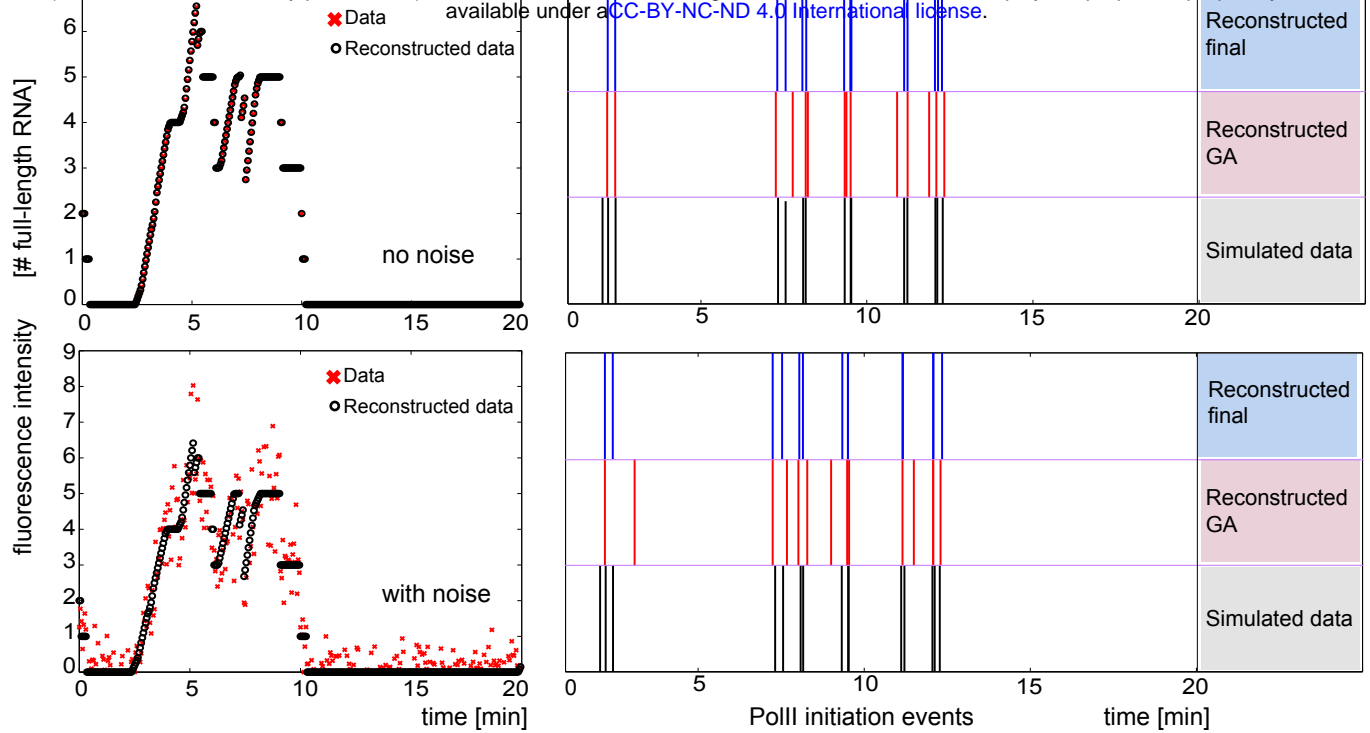 available under aCC-BY-NC-ND 4.0 International license.
6
5
4
3
2
1
0
[# full-length RNA]
Data
Reconstructed data
no noise
0 5 10 15 20
Reconstructed
final
Reconstructed
GA
Simulated data
0 5 10 15 20
fluorescence intensity
9
8
7
6
5
4
3
2
1
0
Data
Reconstructed data
with noise
0 5 10 15 20
time [min]
Reconstructed
final
Reconstructed
GA
Simulated data
0 5 10 15 20
PolII initiation events time [min]